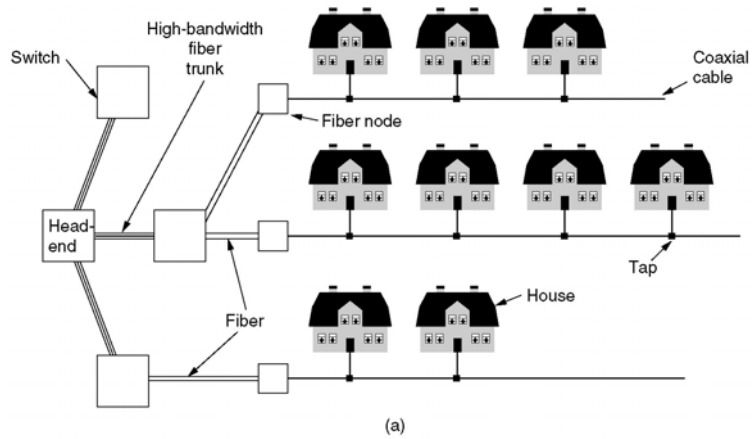 High-bandwidth
fiber
trunk
Switch
Coaxial
cable
Fiber node
Head-
end
Tap
House
Fiber
(a)